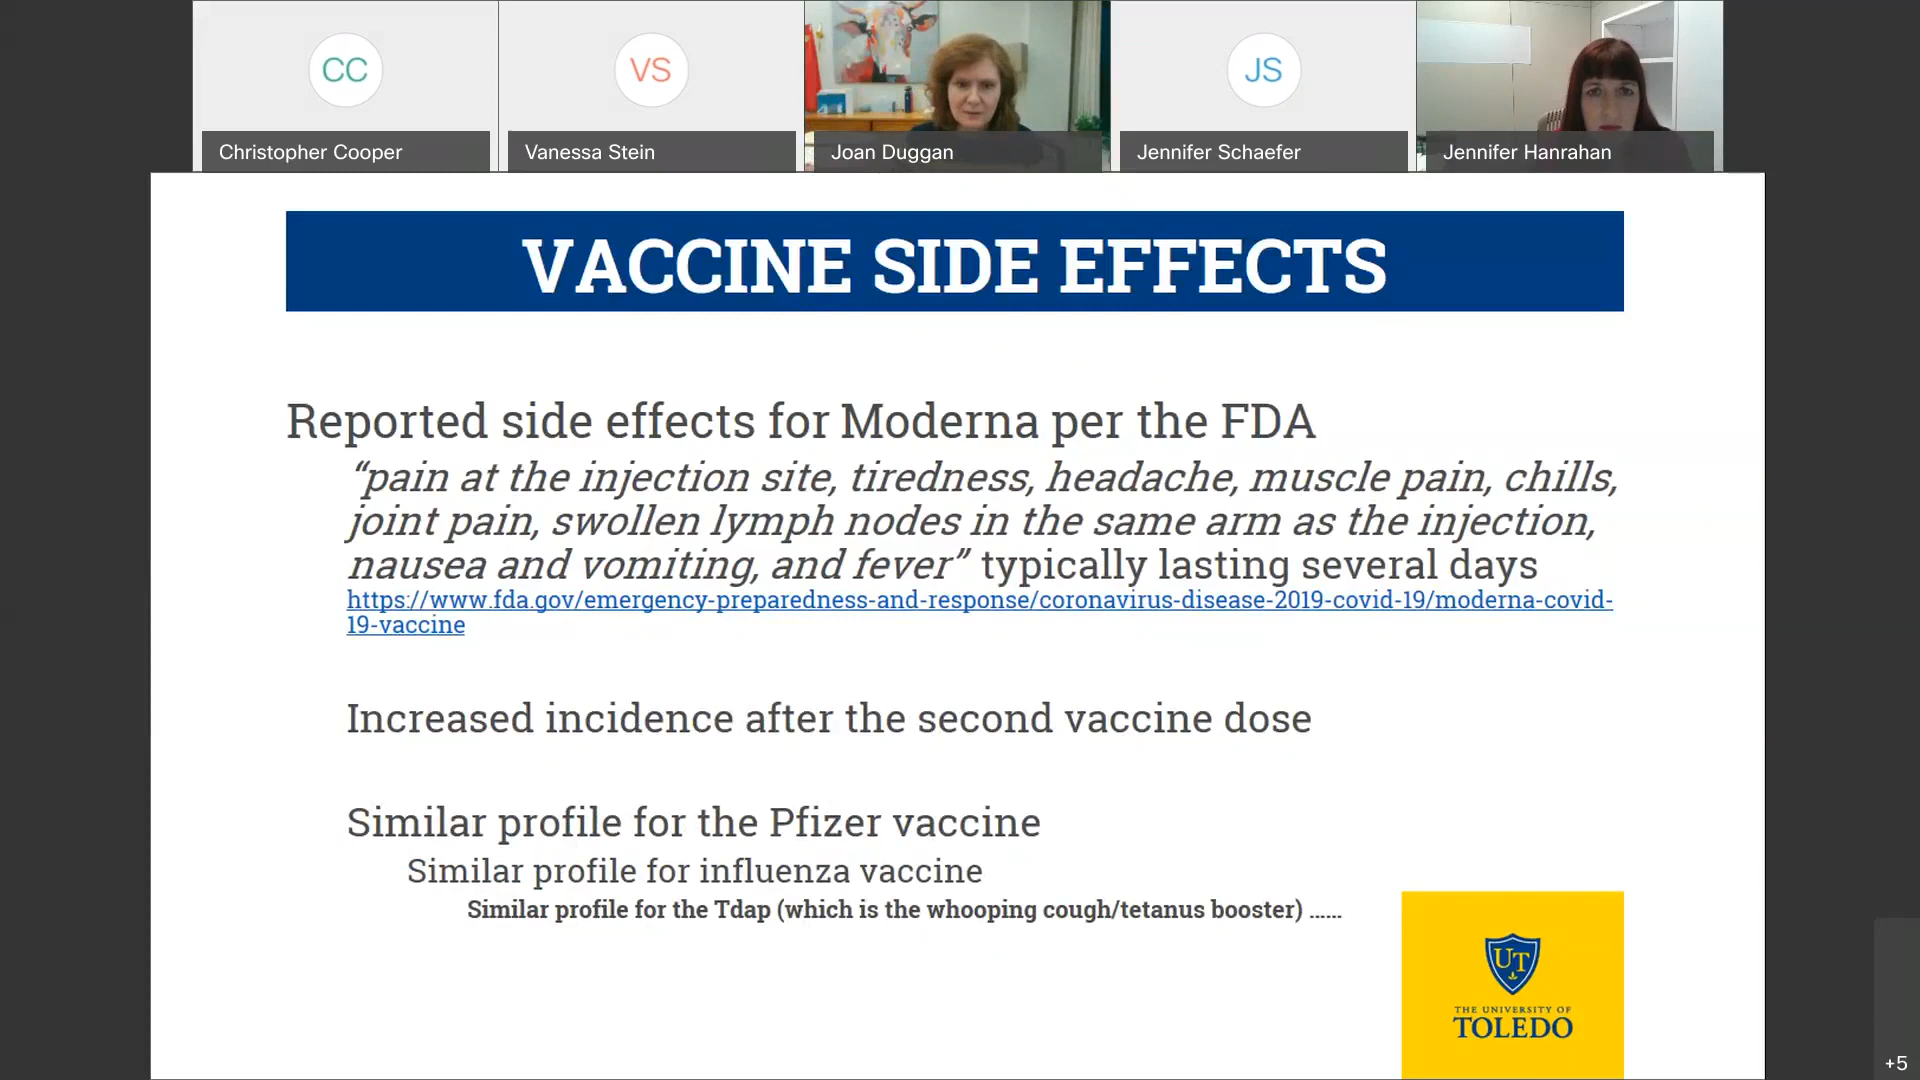 CC
VS
JS
Christopher Cooper
Vanessa Stein
Joan Duggan
Jennifer Schaefer
Jennifer Hanrahan
VACCINE SIDE EFFECTS
Reported side effects for Moderna per the FDA
“pain at the injection site, tiredness, headache, muscle pain, chills,
joint pain, swollen lymph nodes in the same arm as the injection,
nausea and vomiting, and fever” typically lasting several days
https://www.fda.gov/emergency-preparedness-and-response/coronavirus-disease-2019-covid-19/moderna-covid-
19-vaccine
Increased incidence after the second vaccine dose
Similar profile for the Pfizer vaccine
Similar profile for influenza vaccine
Similar profile for the Tdap (which is the whooping cough/tetanus booster) ......
UT
THE UNIVERSITY OF
TOLEDO
+5